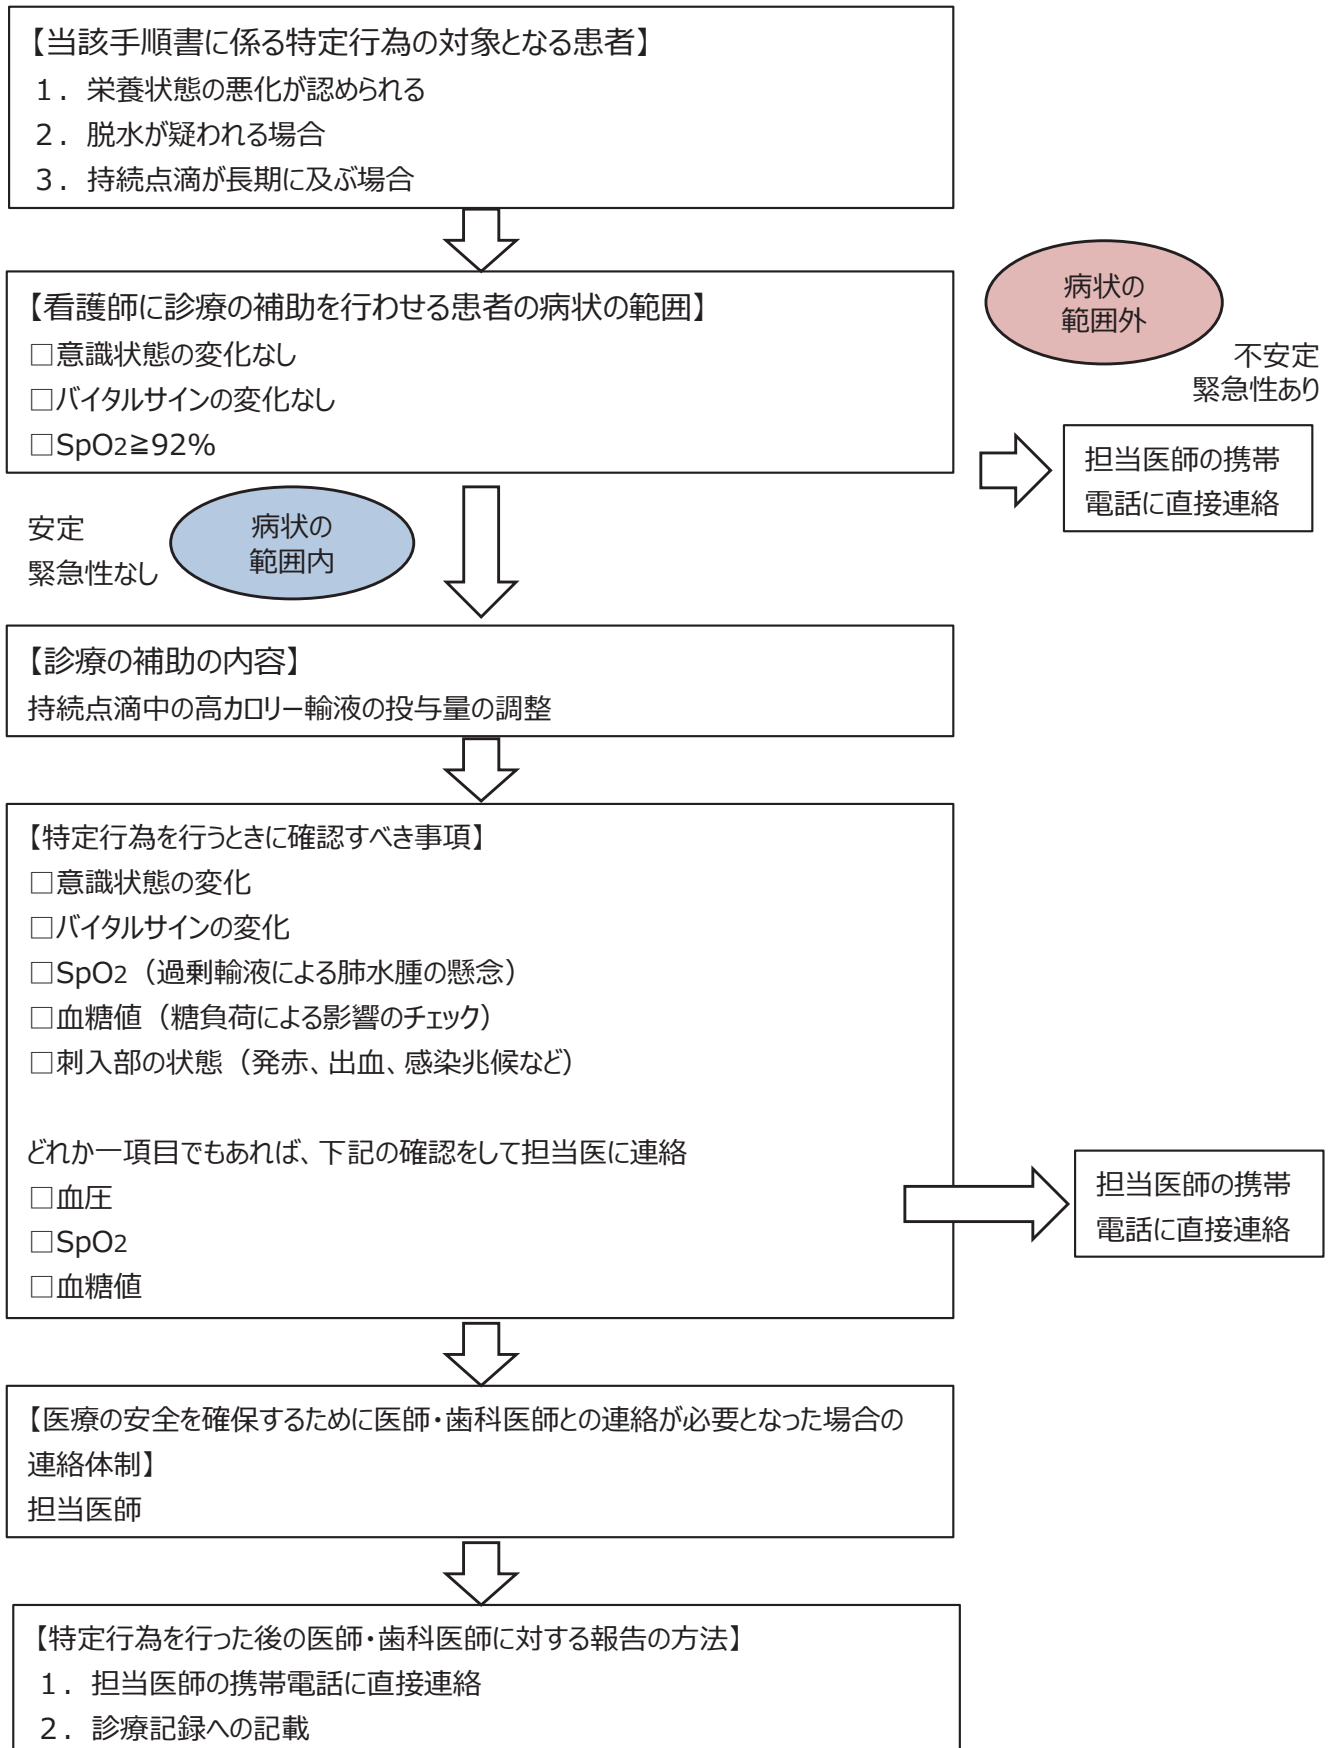 【当該手順書に係る特定行為の対象となる患者】
１．栄養状態の悪化が認められる
２．脱水が疑われる場合
３．持続点滴が長期に及ぶ場合
【看護師に診療の補助を行わせる患者の病状の範囲】
□意識状態の変化なし
□バイタルサインの変化なし
□SpO2≧92%
病状の
範囲外
不安定
緊急性あり
担当医師の携帯
電話に直接連絡
安定
緊急性なし
病状の
範囲内
【診療の補助の内容】
持続点滴中の高カロリー輸液の投与量の調整
【特定行為を行うときに確認すべき事項】
□意識状態の変化
□バイタルサインの変化
□SpO2（過剰輸液による肺水腫の懸念）
□血糖値（糖負荷による影響のチェック）
□刺入部の状態（発赤、出血、感染兆候など）
どれか一項目でもあれば、下記の確認をして担当医に連絡
□血圧
□SpO2
□血糖値
担当医師の携帯
電話に直接連絡
【医療の安全を確保するために医師・歯科医師との連絡が必要となった場合の
連絡体制】
担当医師
【特定行為を行った後の医師・歯科医師に対する報告の方法】
１．担当医師の携帯電話に直接連絡
２．診療記録への記載